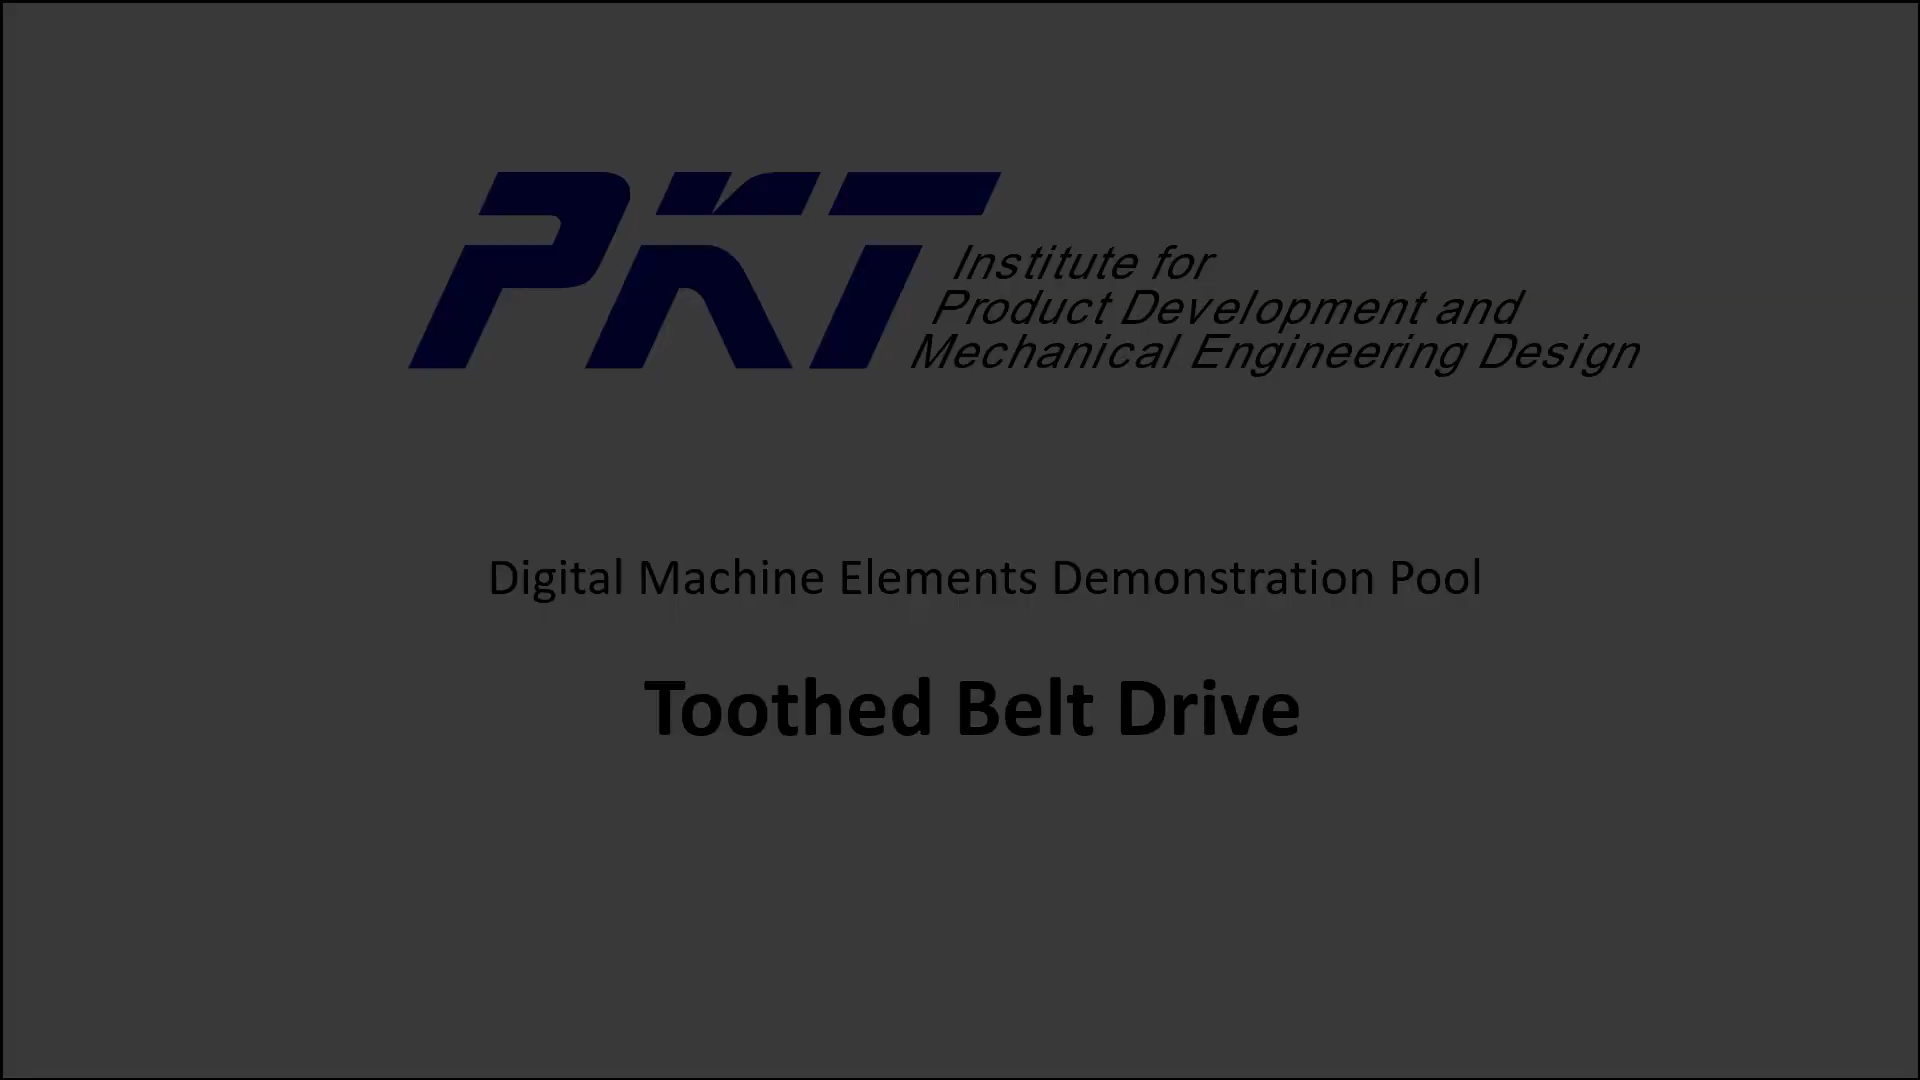 PKT
Institute for
Product Development and
Mechanical Engineering Design
Digital Machine Elements Demonstration Pool
Toothed Belt Drive